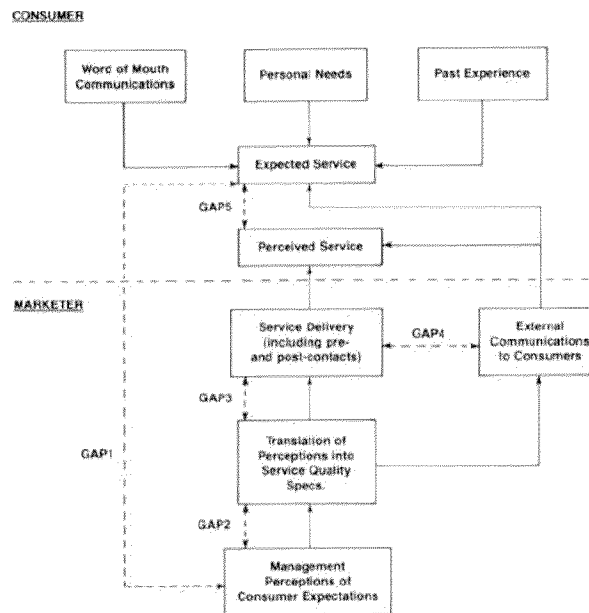 CONSUMER
Word of Mouth
Communications
Personal Needs
Past Experience
Expected Service
GAP5
Perceived Service
MARKETER
Service Delivery
(including pre-
and post-contacts)
GAP4
External
Communications
to Consumers
GAP3
GAP1
Translation of
Perceptions into
Service Quality
Specs.
GAP2
Management
Perceptions of
Consumer Expectations